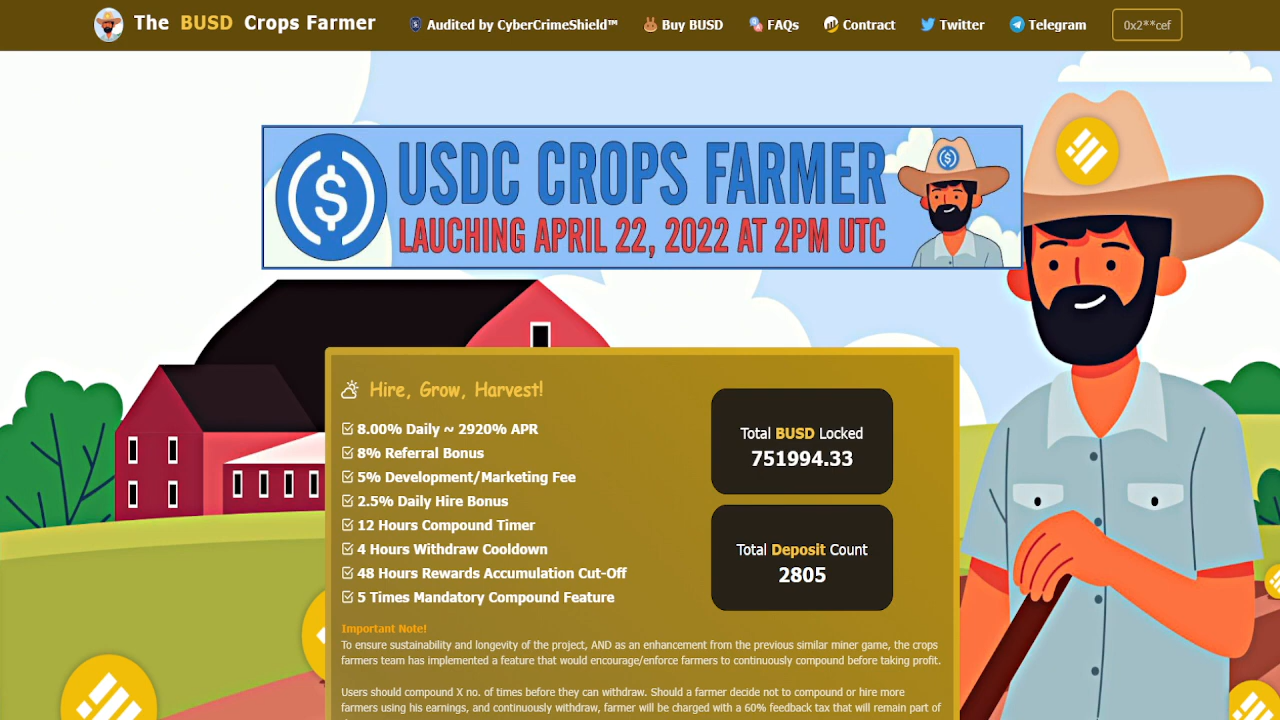 The BUSD Crops Farmer
Audited by CyberCrimeShield™
Buy BUSD
FAQs
Contract
Twitter
Telegram
0x2**cef
USDC CROPS FARMER
LAUCHING APRIL 22, 2022 AT 2PM UTC
Hire, Grow, Harvest!
8.00% Daily ~ 2920% APR
8% Referral Bonus
5% Development/Marketing Fee
2.5% Daily Hire Bonus
12 Hours Compound Timer
4 Hours Withdraw Cooldown
48 Hours Rewards Accumulation Cut-Off
5 Times Mandatory Compound Feature
Total BUSD Locked
751994.33
Total Deposit Count
2805
Important Note!
To ensure sustainability and longevity of the project, AND as an enhancement from the previous similar miner game, the crops
farmers team has implemented a feature that would encourage/enforce farmers to continuously compound before taking profit.
Users should compound X no. of times before they can withdraw. Should a farmer decide not to compound or hire more
farmers using his earnings, and continuously withdraw, farmer will be charged with a 60% feedback tax that will remain part of